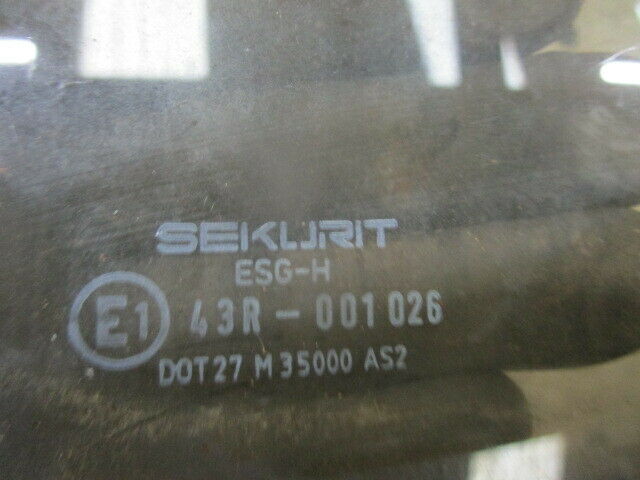 SEKURIT
ESG-H
E1 43R - 001 026
DOT27 M35000 AS2